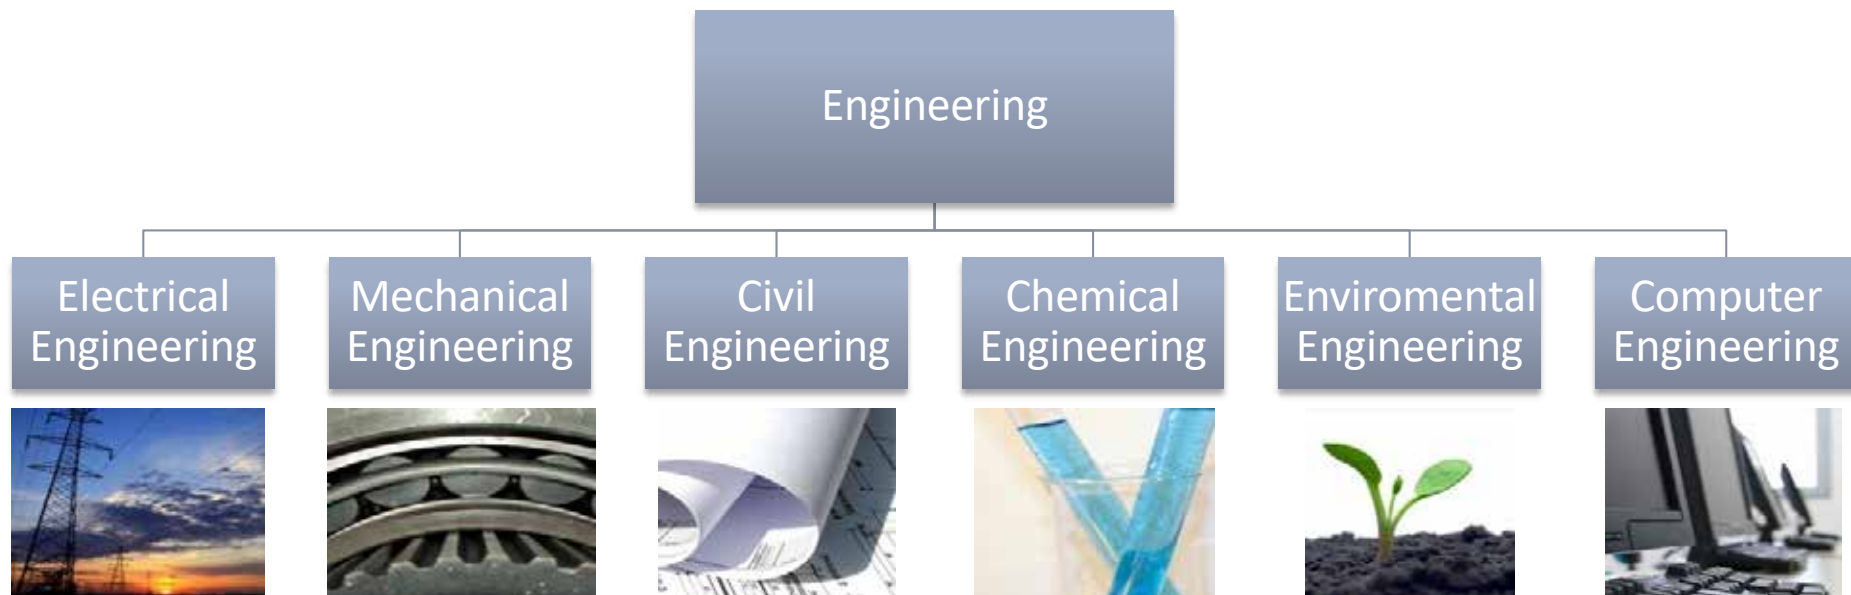 Engineering
Electrical
Engineering
Mechanical
Engineering
Civil
Engineering
Chemical
Engineering
Enviromental
Engineering
Computer
Engineering